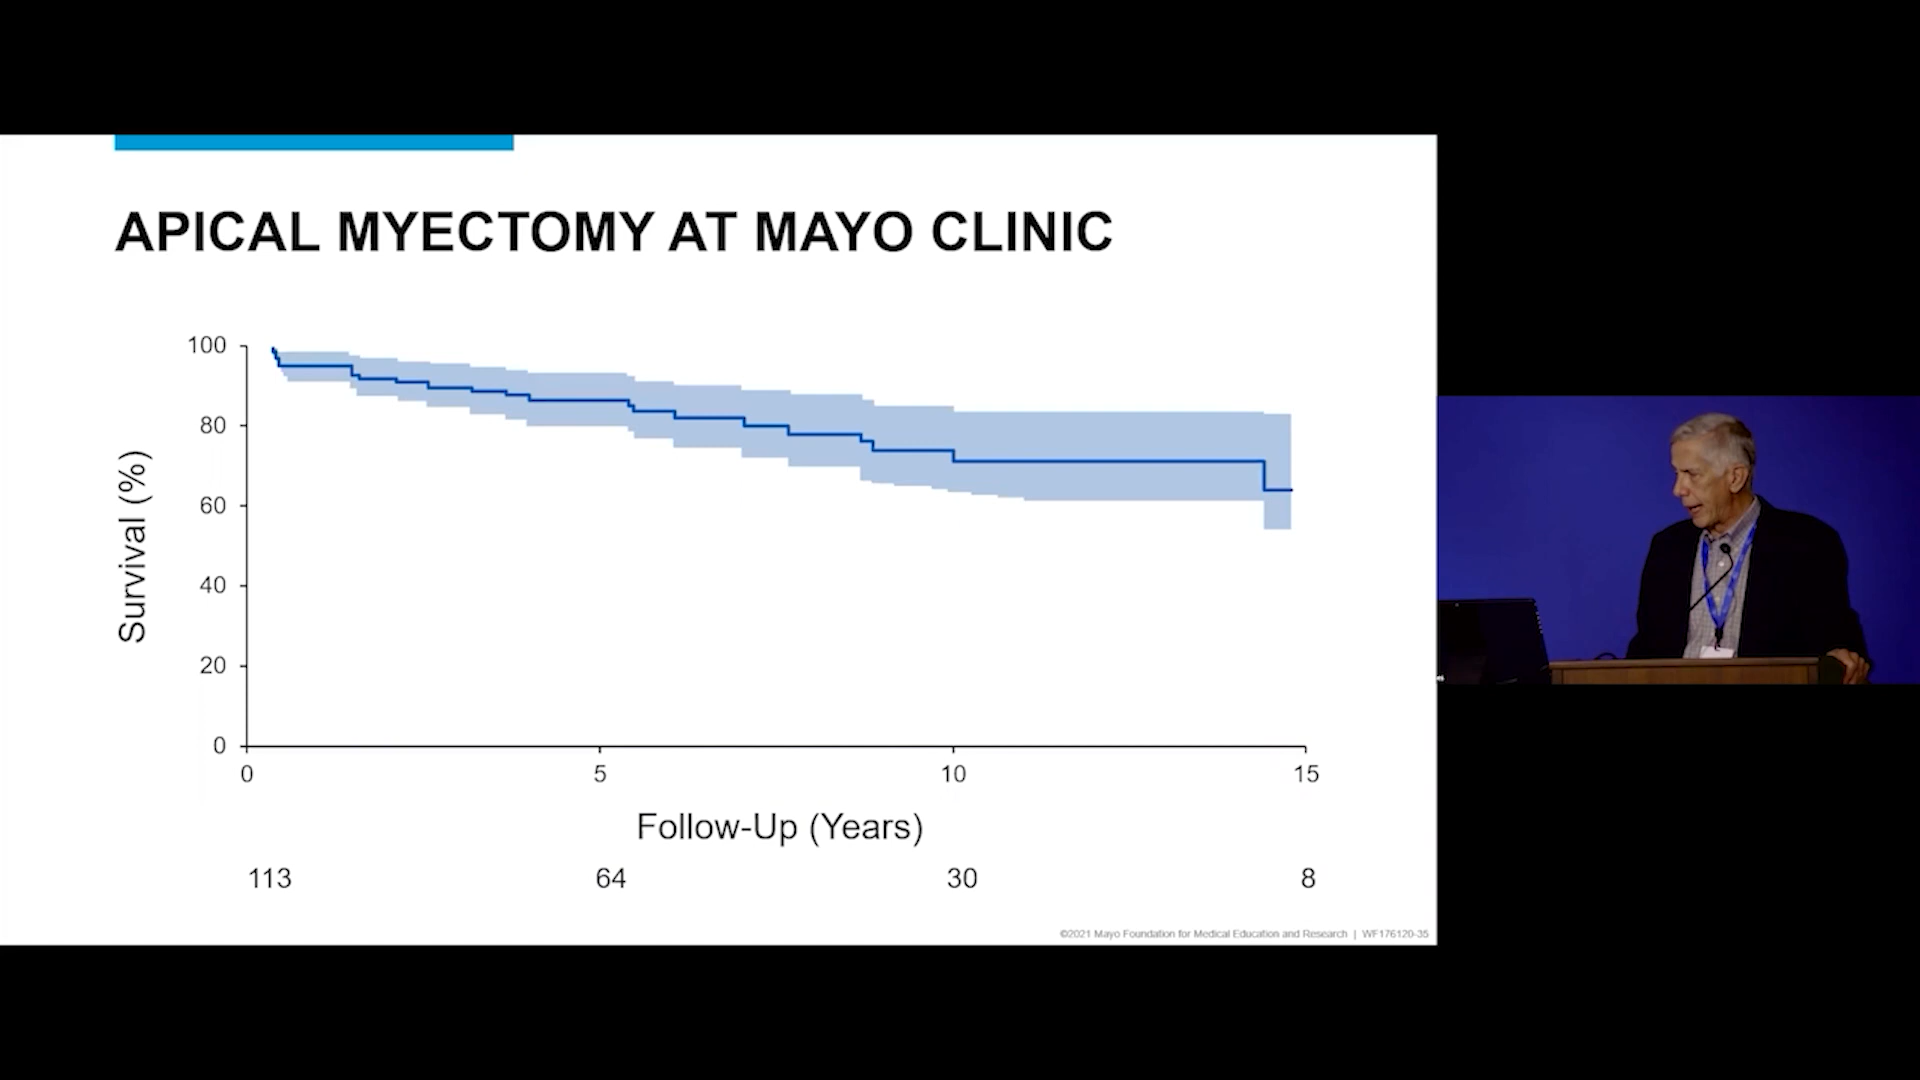 APICAL MYECTOMY AT MAYO CLINIC
100
80
60
40
20
0
Survival (%)
0 5 10 15
Follow-Up (Years)
113 64 30 8
©2021 Mayo Foundation for Medical Education and Research | WF176120-35